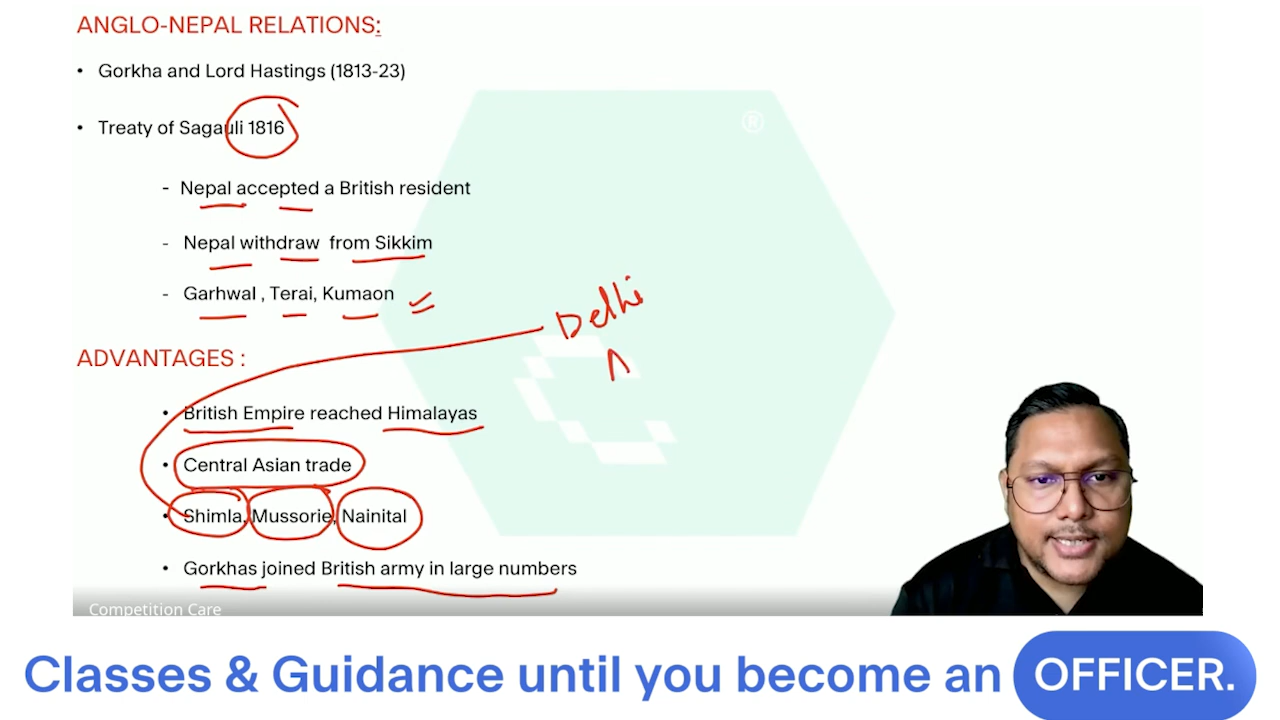 ANGLO-NEPAL RELATIONS:
• Gorkha and Lord Hastings (1813-23)
• Treaty of Sagauli 1816
- Nepal accepted a British resident
- Nepal withdraw from Sikkim
- Garhwal , Terai, Kumaon
Delhi
ADVANTAGES :
• British Empire reached Himalayas
• Central Asian trade
• Shimla, Mussorie, Nainital
• Gorkhas joined British army in large numbers
Competition Care
Classes & Guidance until you become an OFFICER.
®